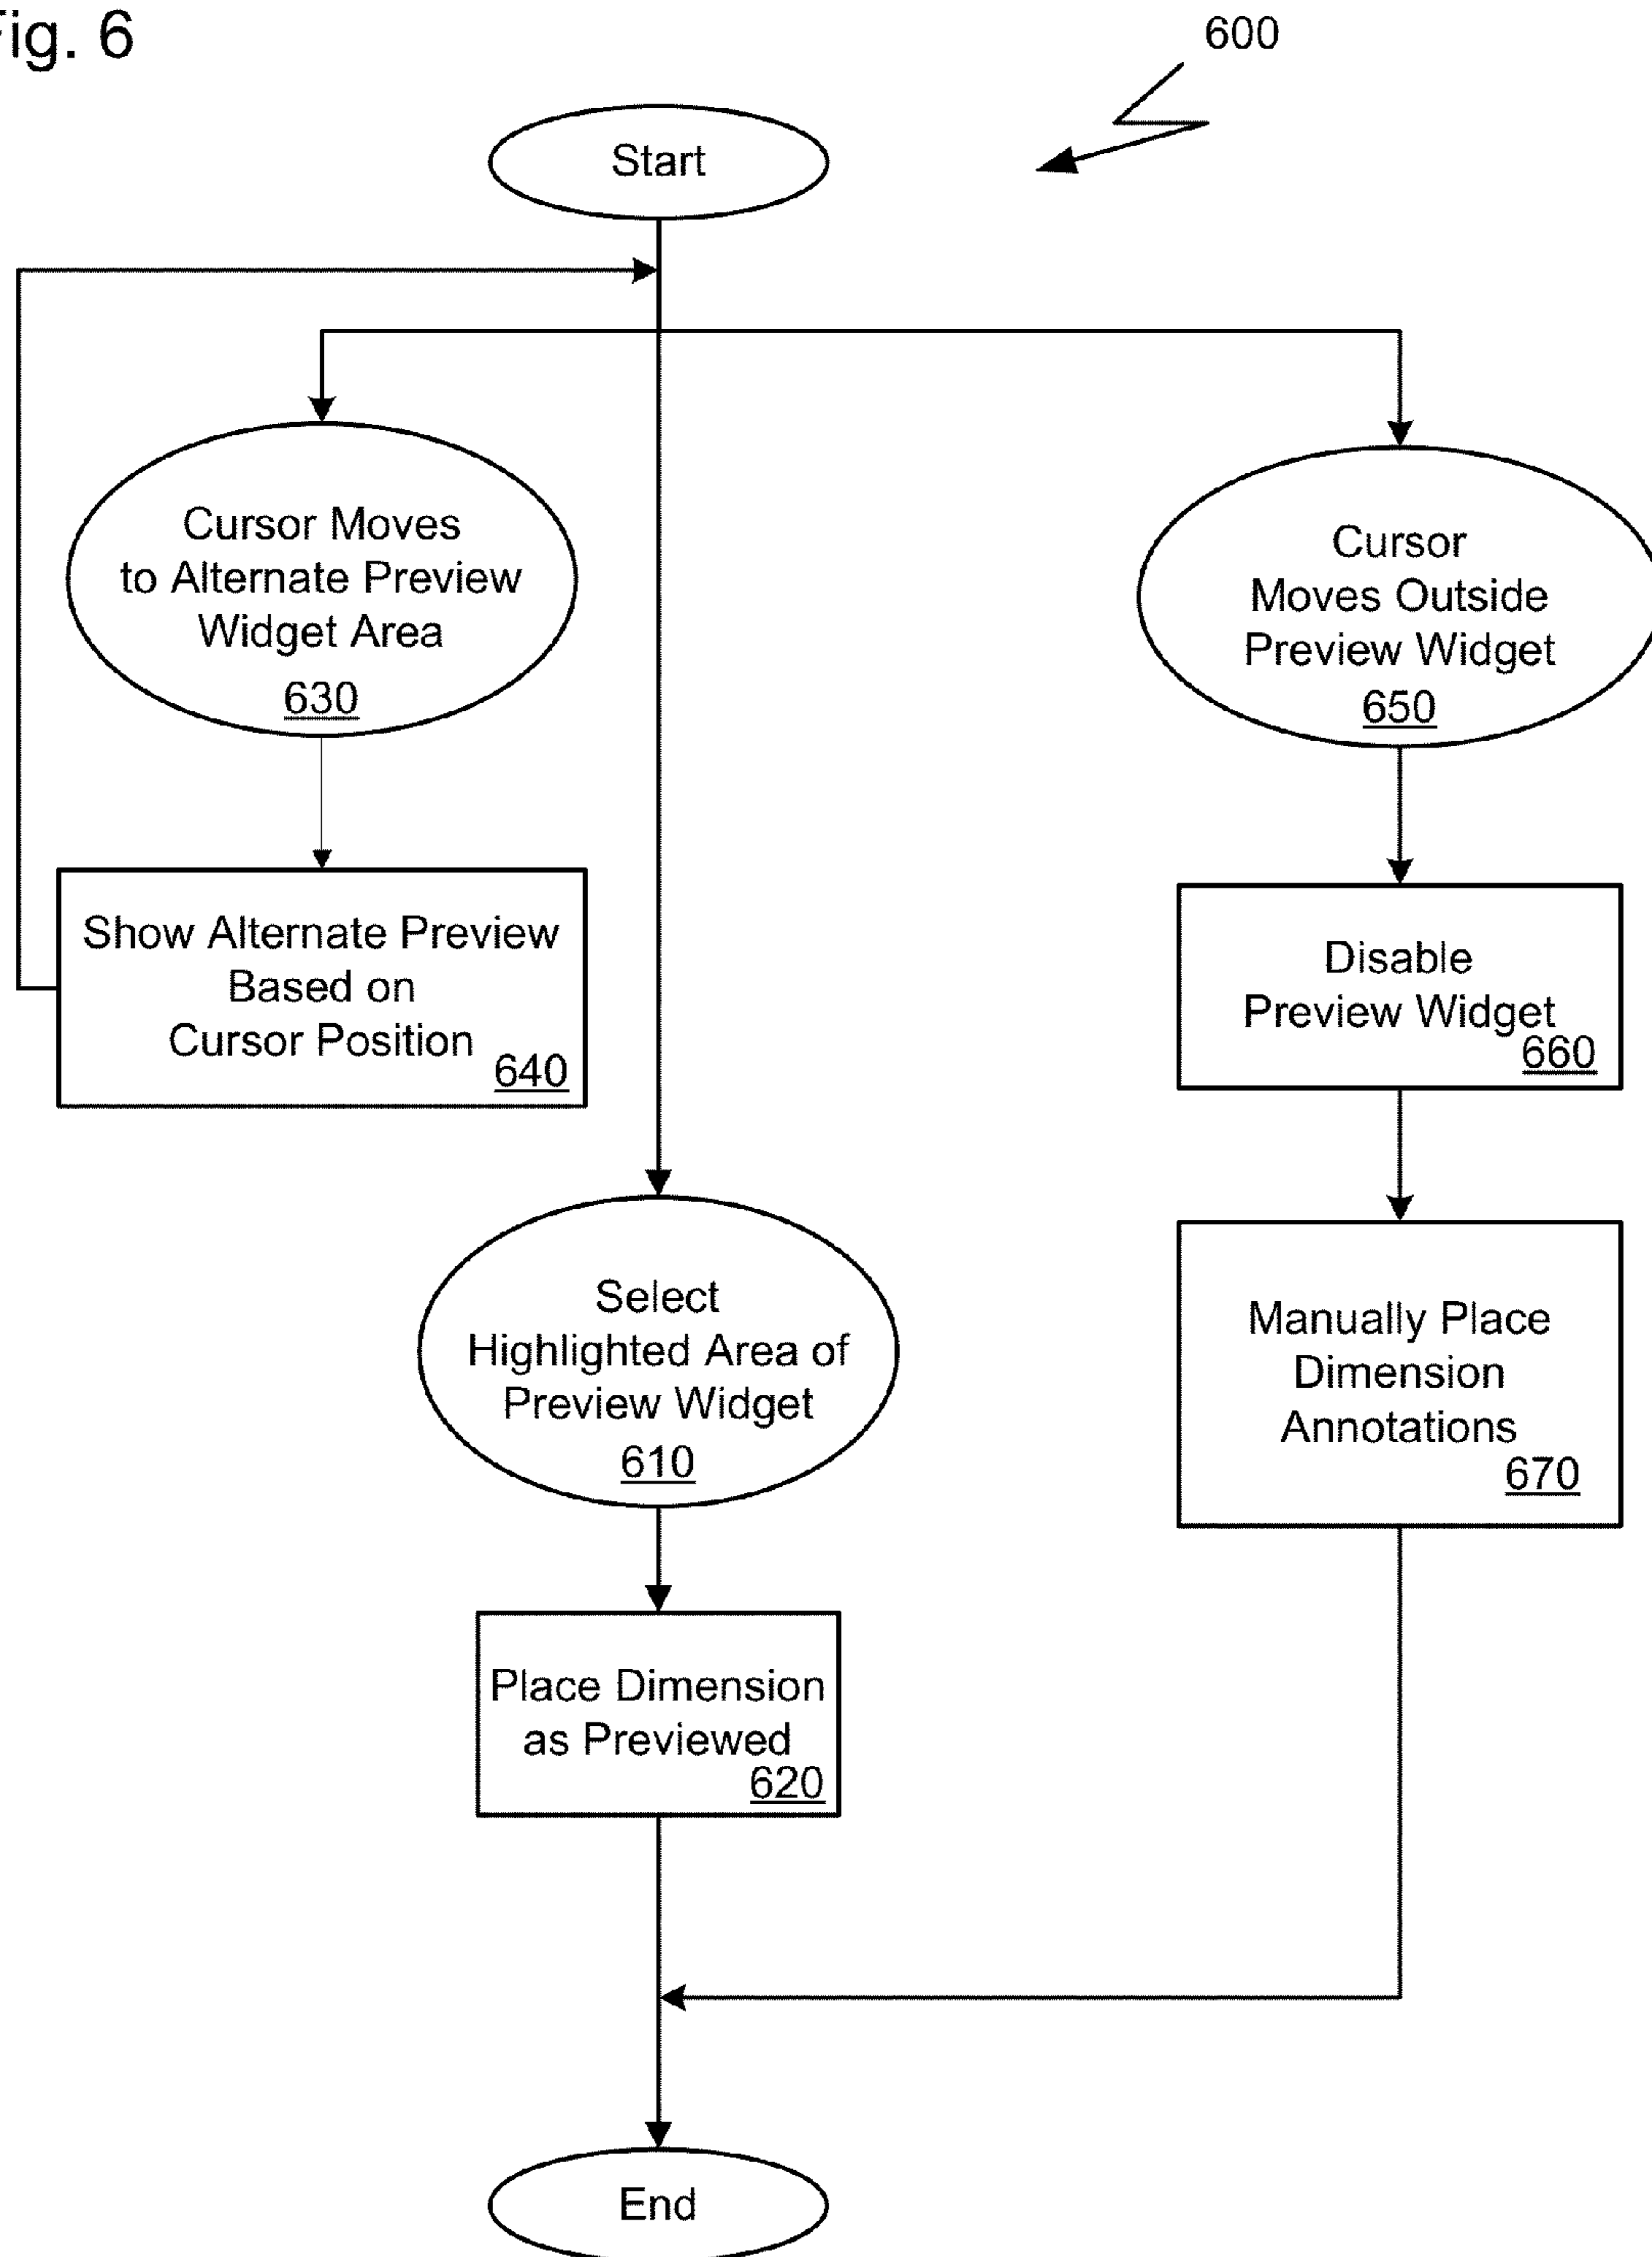 Fig. 6
600
Start
Cursor Moves
to Alternate Preview
Widget Area
630
Cursor
Moves Outside
Preview Widget
650
Show Alternate Preview
Based on
Cursor Position
640
Disable
Preview Widget
660
Select
Highlighted Area of
Preview Widget
610
Manually Place
Dimension
Annotations
670
Place Dimension
as Previewed
620
End